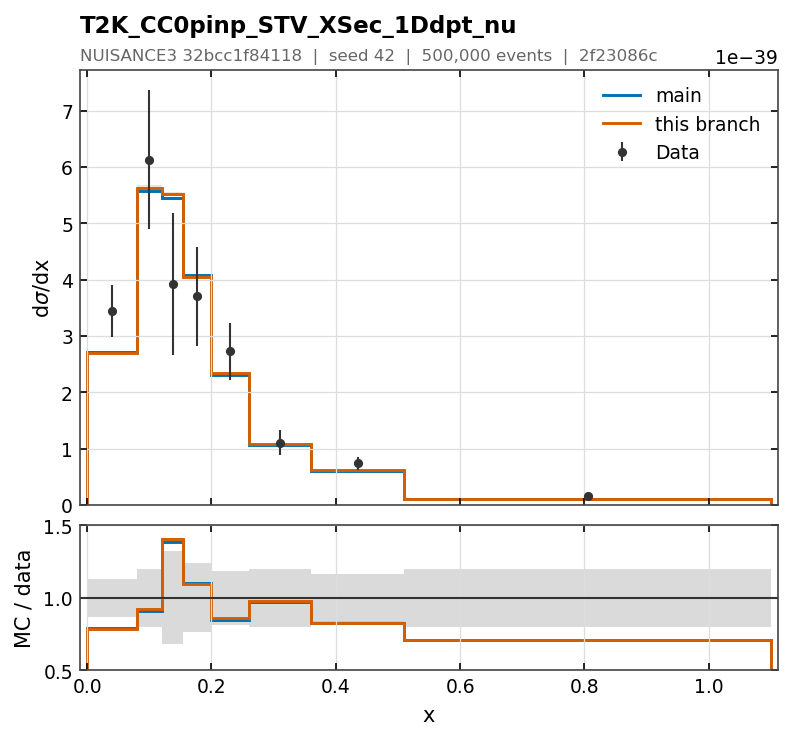 T2K_CC0pinp_STV_XSec_1Ddpt_nu
NUISANCE3 32bcc1f84118 | seed 42 | 500,000 events | 2f23086c
1e−39
main
this branch
Data
dσ/dx
7
6
5
4
3
2
1
0
MC / data
1.5
1.0
0.5
0.0 0.2 0.4 0.6 0.8 1.0
x